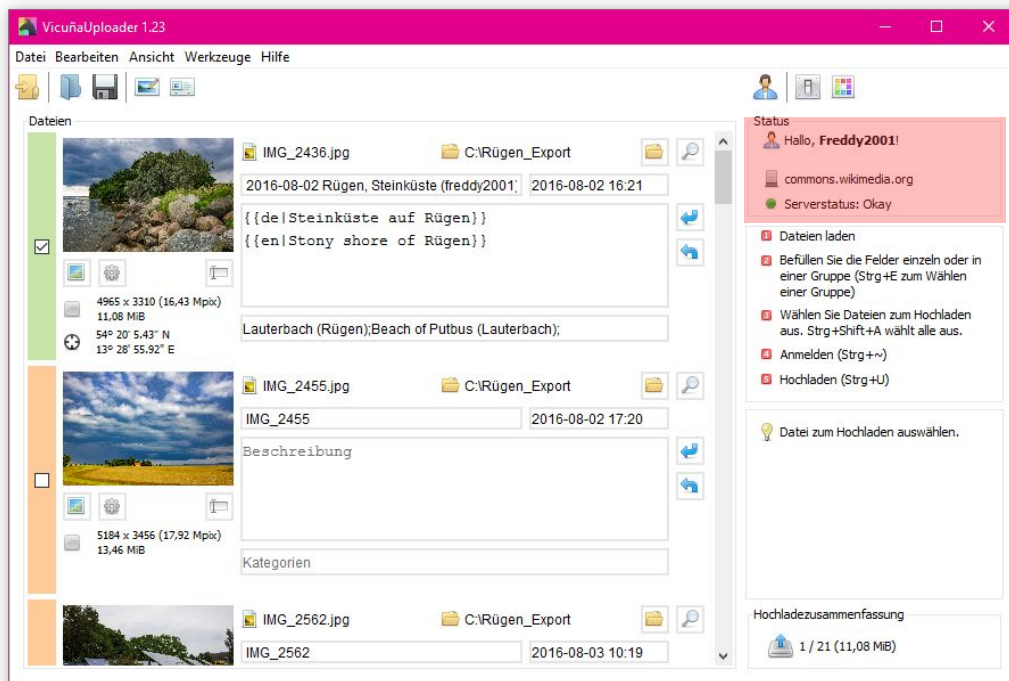 VicuñaUploader 1.23
Datei Bearbeiten Ansicht Werkzeuge Hilfe
Dateien
IMG_2436.jpg C:\Rügen_Export
2016-08-02 Rügen, Steinküste (freddy2001) 2016-08-02 16:21
{{de|Steinküste auf Rügen}}
{{en|Stony shore of Rügen}}
4965 x 3310 (16,43 Mpix)
11,08 MiB
54° 20' 5.43" N
13° 28' 55.92" E
Lauterbach (Rügen);Beach of Putbus (Lauterbach);
IMG_2455.jpg C:\Rügen_Export
IMG_2455 2016-08-02 17:20
Beschreibung
5184 x 3456 (17,92 Mpix)
13,46 MiB
Kategorien
IMG_2562.jpg C:\Rügen_Export
IMG_2562 2016-08-03 10:19
Status
Hallo, Freddy2001!
commons.wikimedia.org
Serverstatus: Okay
1 Dateien laden
2 Befüllen Sie die Felder einzeln oder in
einer Gruppe (Strg+E zum Wählen
einer Gruppe)
3 Wählen Sie Dateien zum Hochladen
aus. Strg+Shift+A wählt alle aus.
4 Anmelden (Strg+~)
5 Hochladen (Strg+U)
Datei zum Hochladen auswählen.
Hochladezusammenfassung
1 / 21 (11,08 MiB)